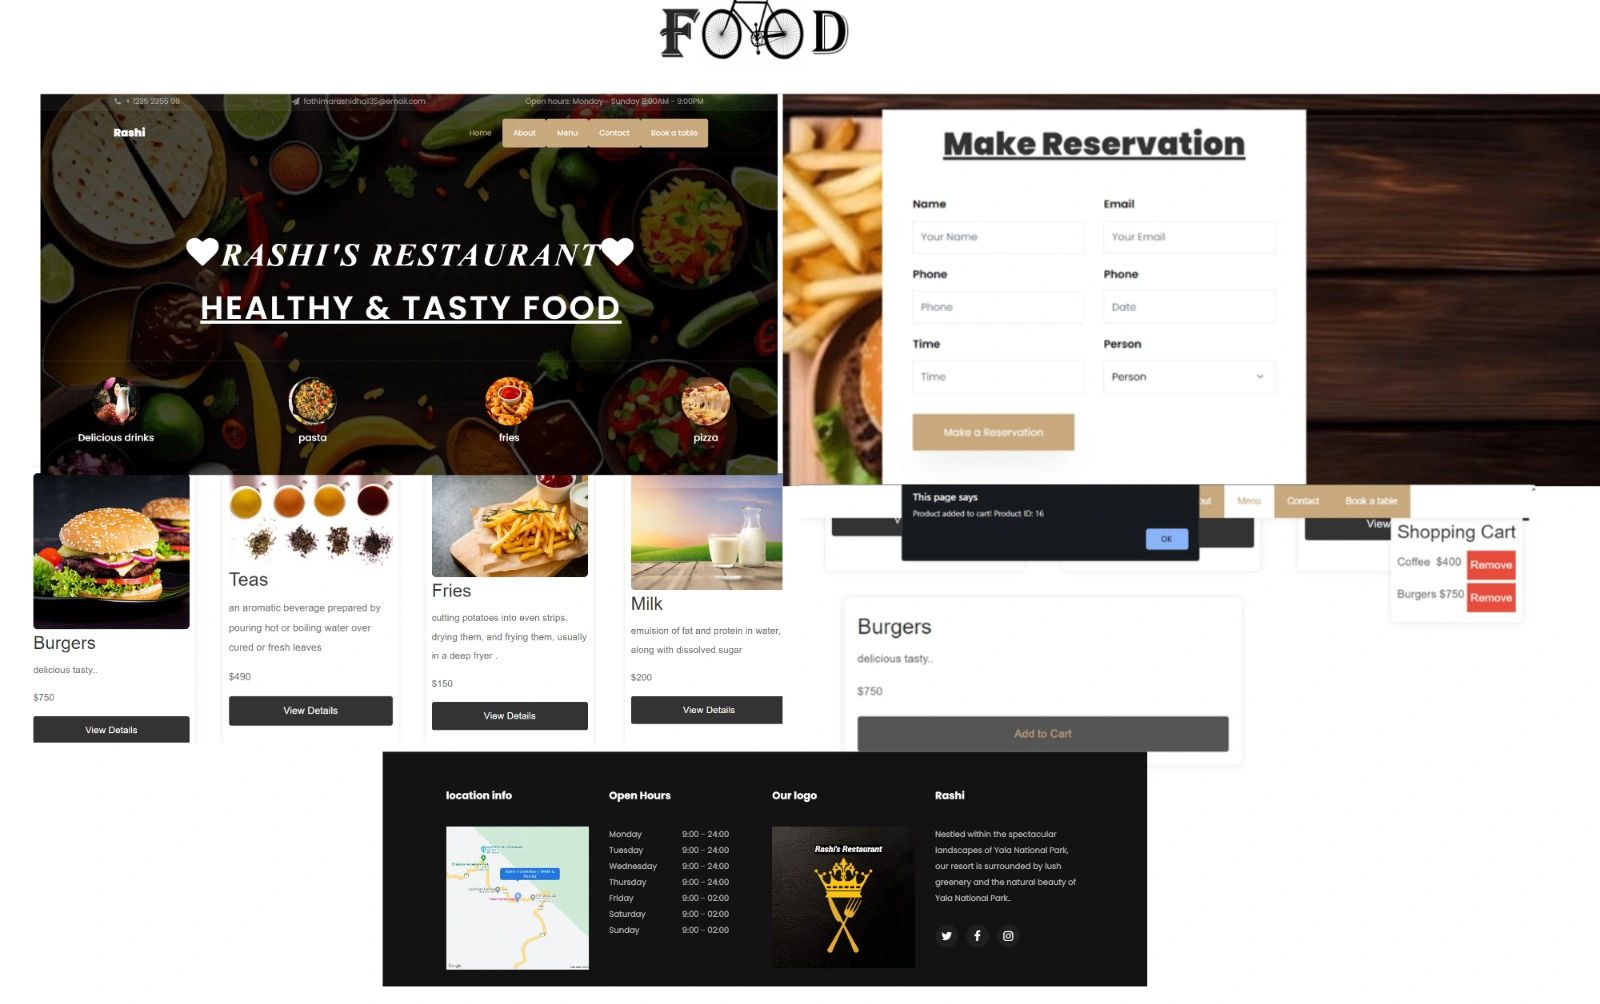 FOOD
+ 1235 2355 98
fathimarashidha135@email.com
Open hours: Monday - Sunday 8:00AM - 9:00PM
Rashi
Home
About
Menu
Contact
Book a table
RASHI'S RESTAURANT
HEALTHY & TASTY FOOD
Delicious drinks
pasta
fries
pizza
Make Reservation
Name
Email
Your Name
Your Email
Phone
Phone
Phone
Date
Time
Person
Time
Person
Make a Reservation
Burgers
delicious tasty..
$750
View Details
Teas
an aromatic beverage prepared by
pouring hot or boiling water over
cured or fresh leaves
$490
View Details
Fries
cutting potatoes into even strips,
drying them, and frying them, usually
in a deep fryer .
$150
View Details
Milk
emulsion of fat and protein in water,
along with dissolved sugar
$200
View Details
This page says
Product added to cart! Product ID: 16
OK
out
Menu
Contact
Book a table
V
View
Shopping Cart
Coffee $400 Remove
Burgers $750 Remove
Burgers
delicious tasty..
$750
Add to Cart
location info
Google
Open Hours
Monday 9:00 - 24:00
Tuesday 9:00 - 24:00
Wednesday 9:00 - 24:00
Thursday 9:00 - 24:00
Friday 9:00 - 02:00
Saturday 9:00 - 02:00
Sunday 9:00 - 02:00
Our logo
Rashi's Restaurant
Rashi
Nestled within the spectacular
landscapes of Yala National Park,
our resort is surrounded by lush
greenery and the natural beauty of
Yala National Park..